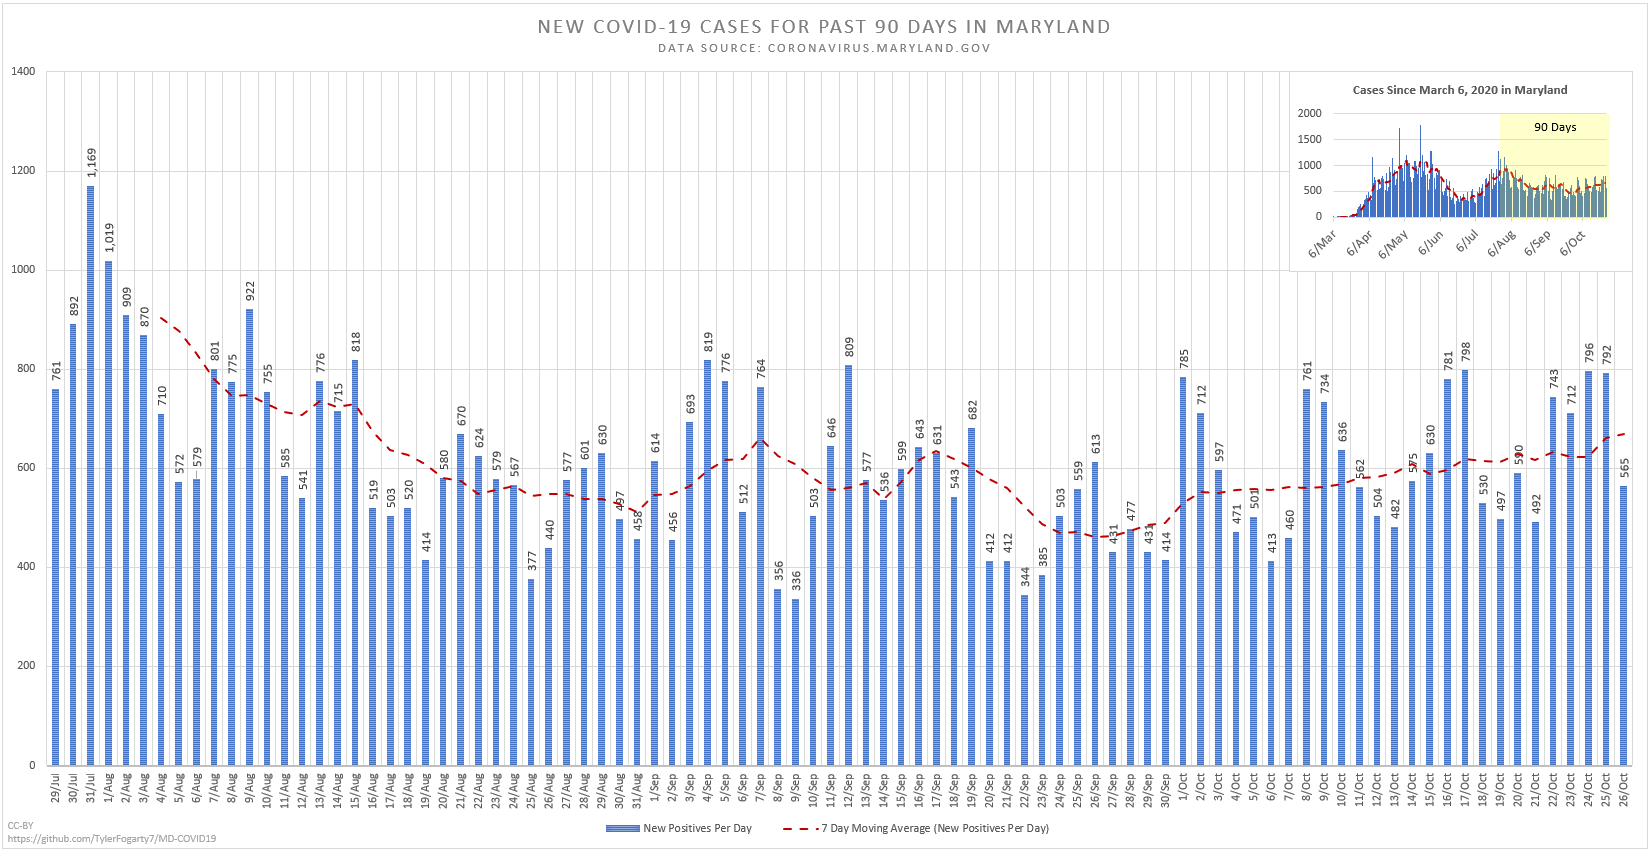 NEW COVID-19 CASES FOR PAST 90 DAYS IN MARYLAND
DATA SOURCE: CORONAVIRUS.MARYLAND.GOV
1400
1200
1000
800
600
400
200
0
761
892
1,169
1,019
909
870
710
572
579
801
775
922
755
585
541
776
715
818
519
503
520
414
580
670
624
579
567
377
440
577
601
630
497
458
614
456
693
819
776
512
764
356
336
503
646
809
577
536
599
643
631
543
682
412
412
344
385
503
559
613
431
477
431
414
785
712
597
471
501
413
460
761
734
636
562
504
482
575
630
781
798
530
497
590
492
743
712
796
792
565
29/Jul
30/Jul
31/Jul
1/Aug
2/Aug
3/Aug
4/Aug
5/Aug
6/Aug
7/Aug
8/Aug
9/Aug
10/Aug
11/Aug
12/Aug
13/Aug
14/Aug
15/Aug
16/Aug
17/Aug
18/Aug
19/Aug
20/Aug
21/Aug
22/Aug
23/Aug
24/Aug
25/Aug
26/Aug
27/Aug
28/Aug
29/Aug
30/Aug
31/Aug
1/Sep
2/Sep
3/Sep
4/Sep
5/Sep
6/Sep
7/Sep
8/Sep
9/Sep
10/Sep
11/Sep
12/Sep
13/Sep
14/Sep
15/Sep
16/Sep
17/Sep
18/Sep
19/Sep
20/Sep
21/Sep
22/Sep
23/Sep
24/Sep
25/Sep
26/Sep
27/Sep
28/Sep
29/Sep
30/Sep
1/Oct
2/Oct
3/Oct
4/Oct
5/Oct
6/Oct
7/Oct
8/Oct
9/Oct
10/Oct
11/Oct
12/Oct
13/Oct
14/Oct
15/Oct
16/Oct
17/Oct
18/Oct
19/Oct
20/Oct
21/Oct
22/Oct
23/Oct
24/Oct
25/Oct
26/Oct
Cases Since March 6, 2020 in Maryland
90 Days
2000
1500
1000
500
0
6/Mar
6/Apr
6/May
6/Jun
6/Jul
6/Aug
6/Sep
6/Oct
New Positives Per Day
7 Day Moving Average (New Positives Per Day)
CC-BY
https://github.com/TylerFogarty7/MD-COVID19